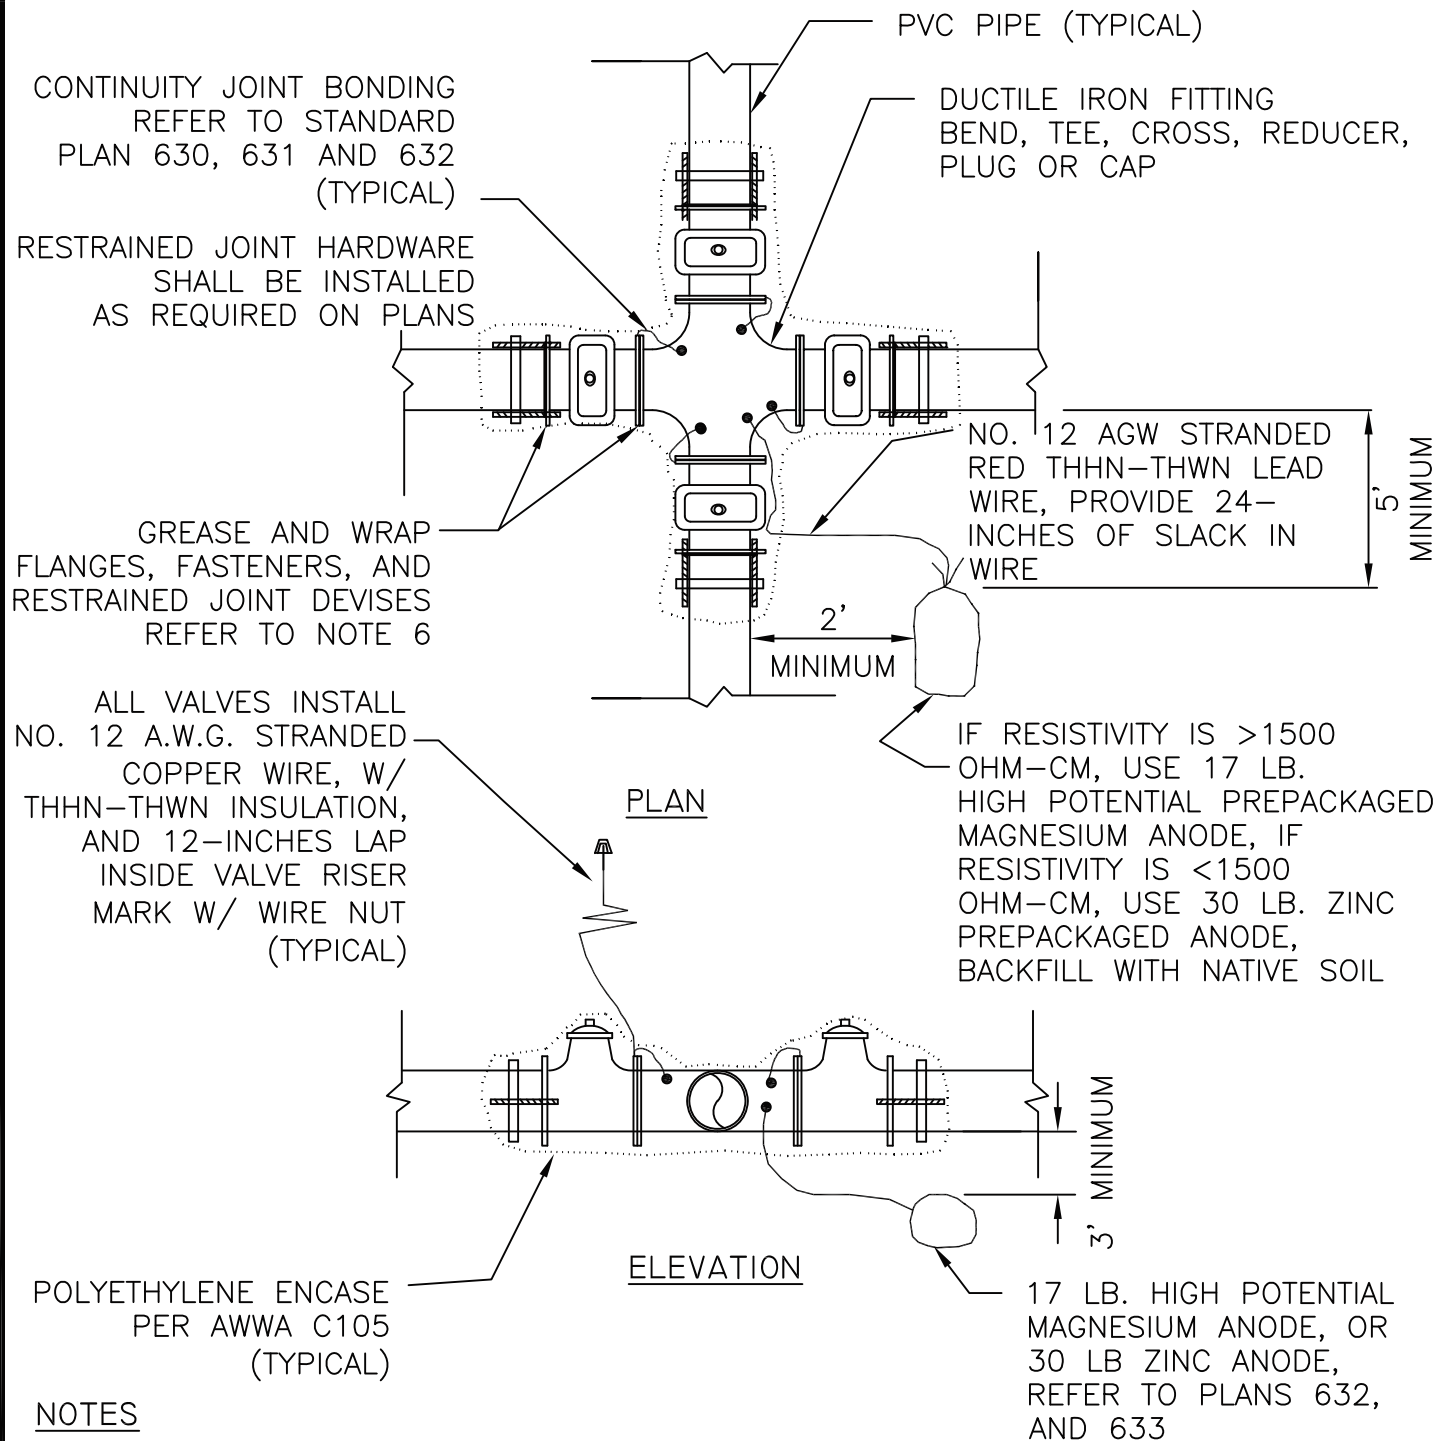 PVC PIPE (TYPICAL)
CONTINUITY JOINT BONDING
REFER TO STANDARD
PLAN 630, 631 AND 632
(TYPICAL)
DUCTILE IRON FITTING
BEND, TEE, CROSS, REDUCER,
PLUG OR CAP
RESTRAINED JOINT HARDWARE
SHALL BE INSTALLED
AS REQUIRED ON PLANS
NO. 12 AGW STRANDED
RED THHN-THWN LEAD
WIRE, PROVIDE 24-
INCHES OF SLACK IN
WIRE
5'
MINIMUM
GREASE AND WRAP
FLANGES, FASTENERS, AND
RESTRAINED JOINT DEVISES
REFER TO NOTE 6
2'
MINIMUM
ALL VALVES INSTALL
NO. 12 A.W.G. STRANDED
COPPER WIRE, W/
THHN-THWN INSULATION,
AND 12-INCHES LAP
INSIDE VALVE RISER
MARK W/ WIRE NUT
(TYPICAL)
PLAN
IF RESISTIVITY IS >1500
OHM-CM, USE 17 LB.
HIGH POTENTIAL PREPACKAGED
MAGNESIUM ANODE, IF
RESISTIVITY IS <1500
OHM-CM, USE 30 LB. ZINC
PREPACKAGED ANODE,
BACKFILL WITH NATIVE SOIL
3' MINIMUM
ELEVATION
POLYETHYLENE ENCASE
PER AWWA C105
(TYPICAL)
17 LB. HIGH POTENTIAL
MAGNESIUM ANODE, OR
30 LB ZINC ANODE,
REFER TO PLANS 632,
AND 633
NOTES